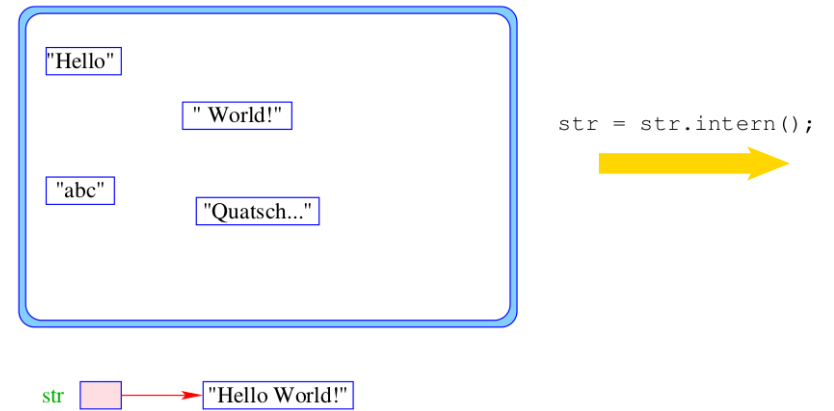 "Hello"
" World!"
str = str.intern();
"abc"
"Quatsch..."
str
"Hello World!"